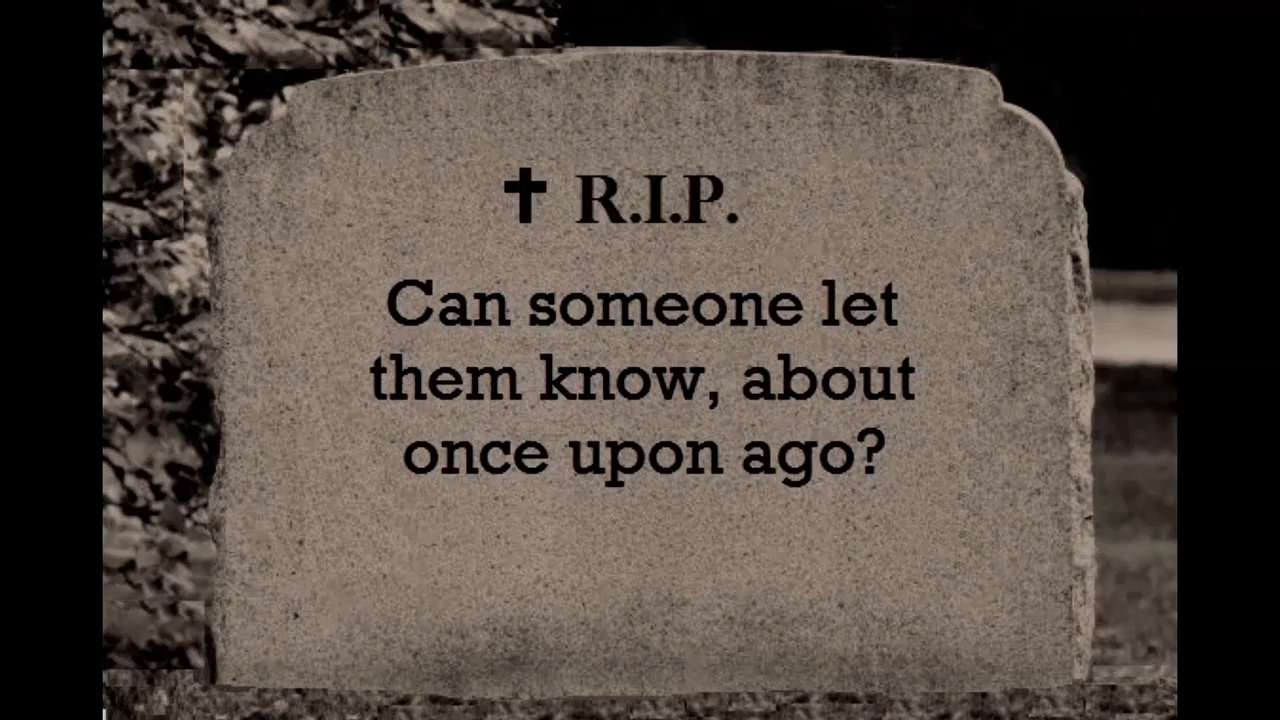 ✝ R.I.P.
Can someone let
them know, about
once upon ago?